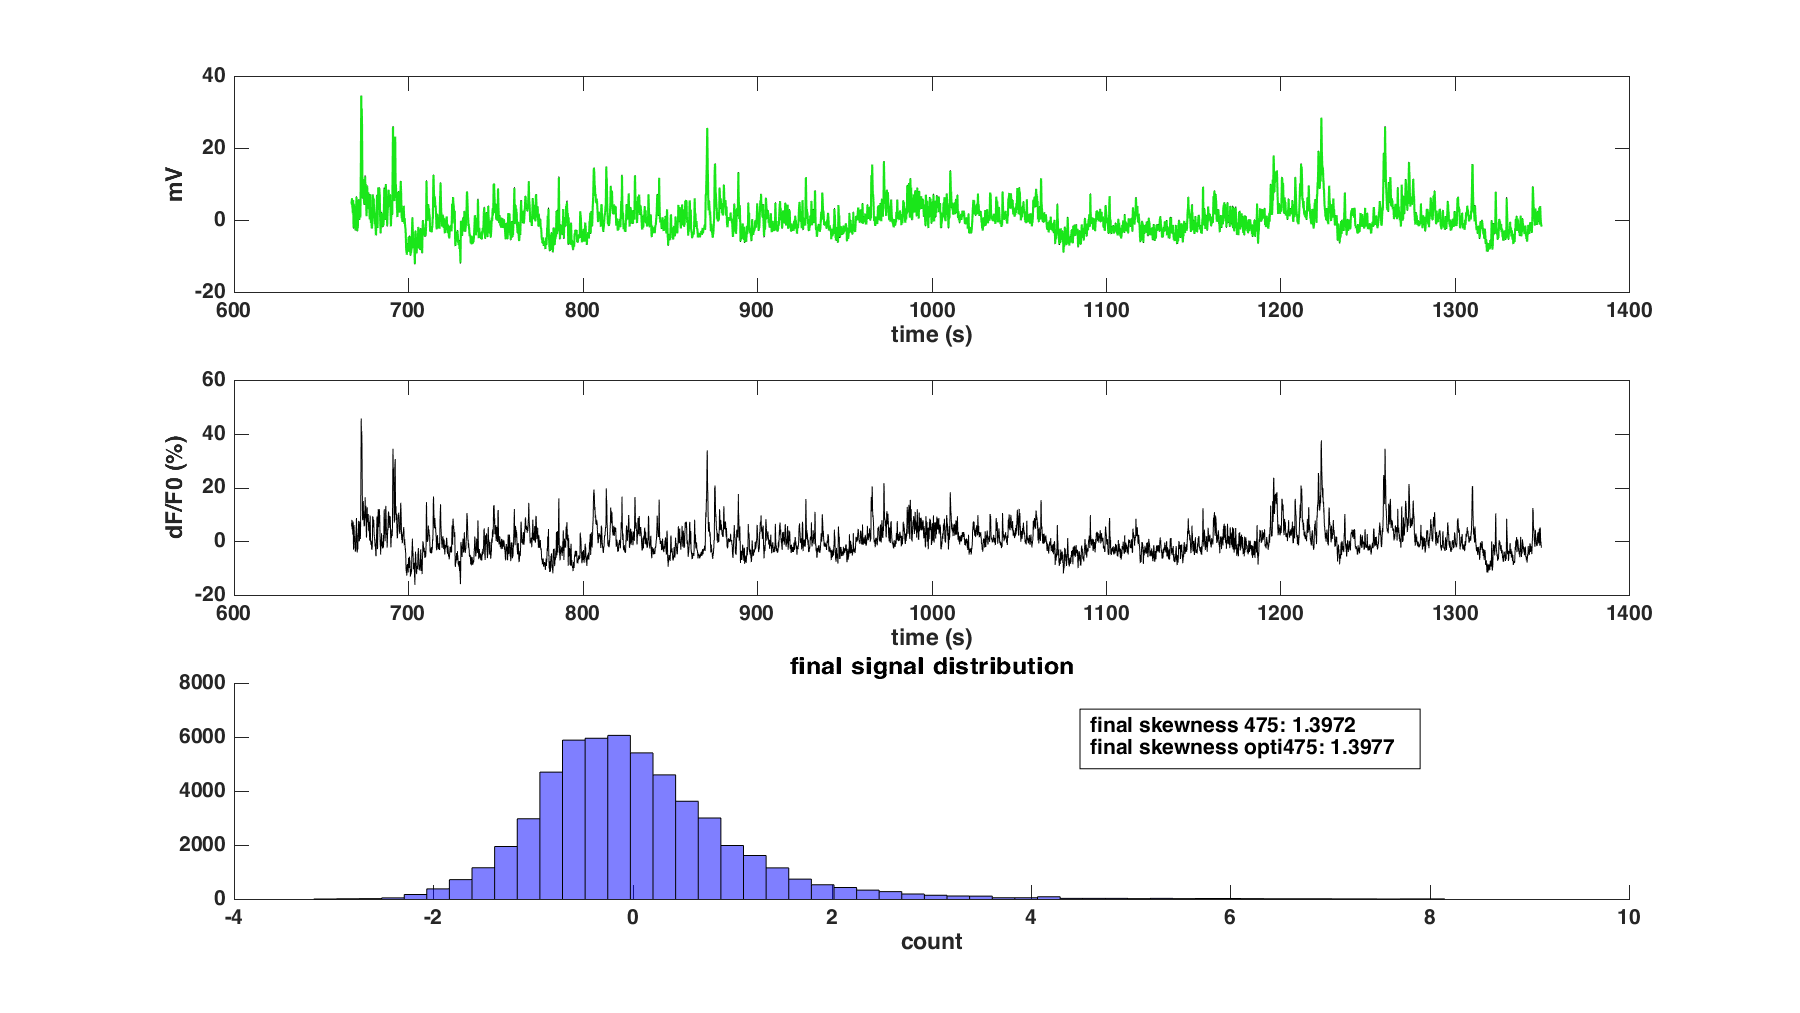 40
20
0
-20
mV
600 700 800 900 1000 1100 1200 1300 1400
time (s)
60
40
20
0
-20
dF/F0 (%)
600 700 800 900 1000 1100 1200 1300 1400
time (s)
final signal distribution
8000
6000
4000
2000
0
final skewness 475: 1.3972
final skewness opti475: 1.3977
-4 -2 0 2 4 6 8 10
count